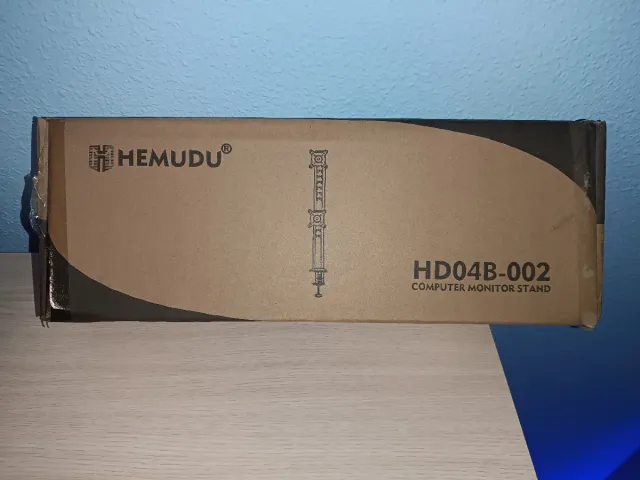 HEMUDU®
HD04B-002
COMPUTER MONITOR STAND